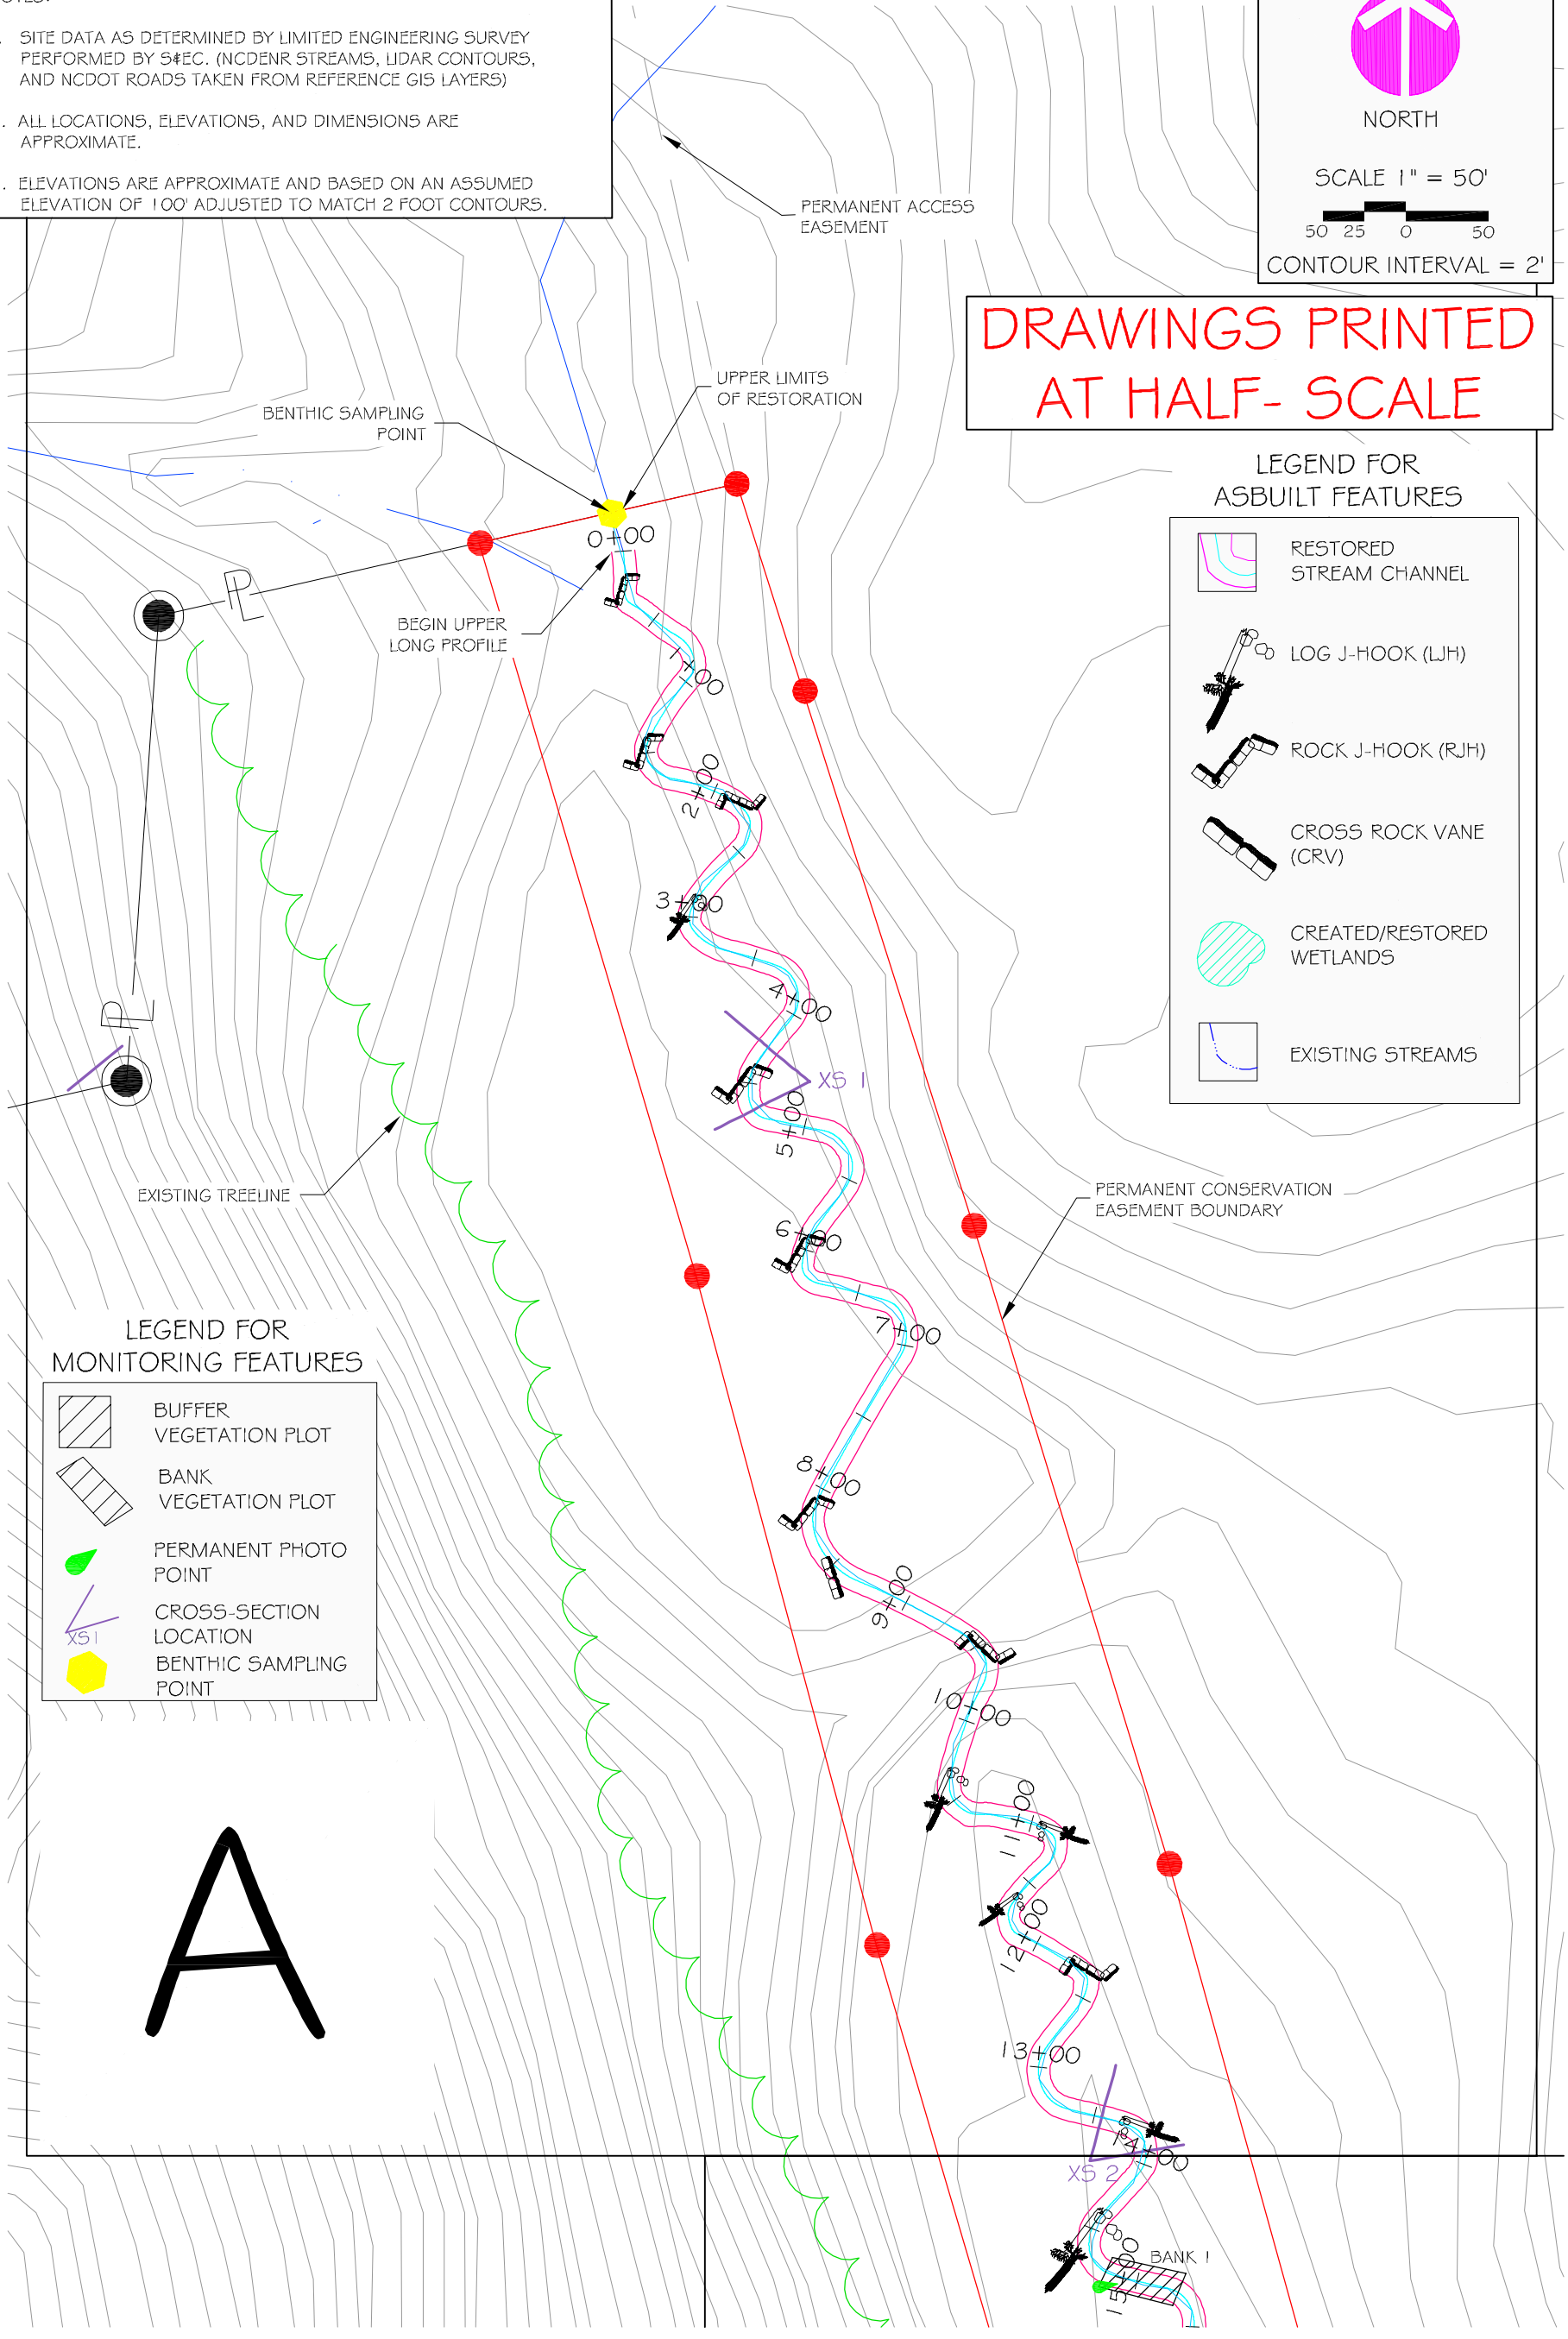 SITE DATA AS DETERMINED BY LIMITED ENGINEERING SURVEY
PERFORMED BY S&EC. (NCDENR STREAMS, LIDAR CONTOURS,
AND NCDOT ROADS TAKEN FROM REFERENCE GIS LAYERS)
ALL LOCATIONS, ELEVATIONS, AND DIMENSIONS ARE
APPROXIMATE.
ELEVATIONS ARE APPROXIMATE AND BASED ON AN ASSUMED
ELEVATION OF 100' ADJUSTED TO MATCH 2 FOOT CONTOURS.
NORTH
SCALE 1" = 50'
50 25 0 50
CONTOUR INTERVAL = 2'
PERMANENT ACCESS
EASEMENT
DRAWINGS PRINTED
AT HALF- SCALE
UPPER LIMITS
OF RESTORATION
BENTHIC SAMPLING
POINT
LEGEND FOR
ASBUILT FEATURES
RESTORED
STREAM CHANNEL
LOG J-HOOK (LJH)
ROCK J-HOOK (RJH)
CROSS ROCK VANE
(CRV)
CREATED/RESTORED
WETLANDS
EXISTING STREAMS
0+00
PL
BEGIN UPPER
LONG PROFILE
1+00
2+00
3+00
4+00
PL
XS 1
5+00
EXISTING TREELINE
PERMANENT CONSERVATION
EASEMENT BOUNDARY
6+00
7+00
8+00
9+00
10+00
11+00
12+00
13+00
14+00
XS 2
15+00
BANK 1
LEGEND FOR
MONITORING FEATURES
BUFFER
VEGETATION PLOT
BANK
VEGETATION PLOT
PERMANENT PHOTO
POINT
CROSS-SECTION
LOCATION
XS1
BENTHIC SAMPLING
POINT
A